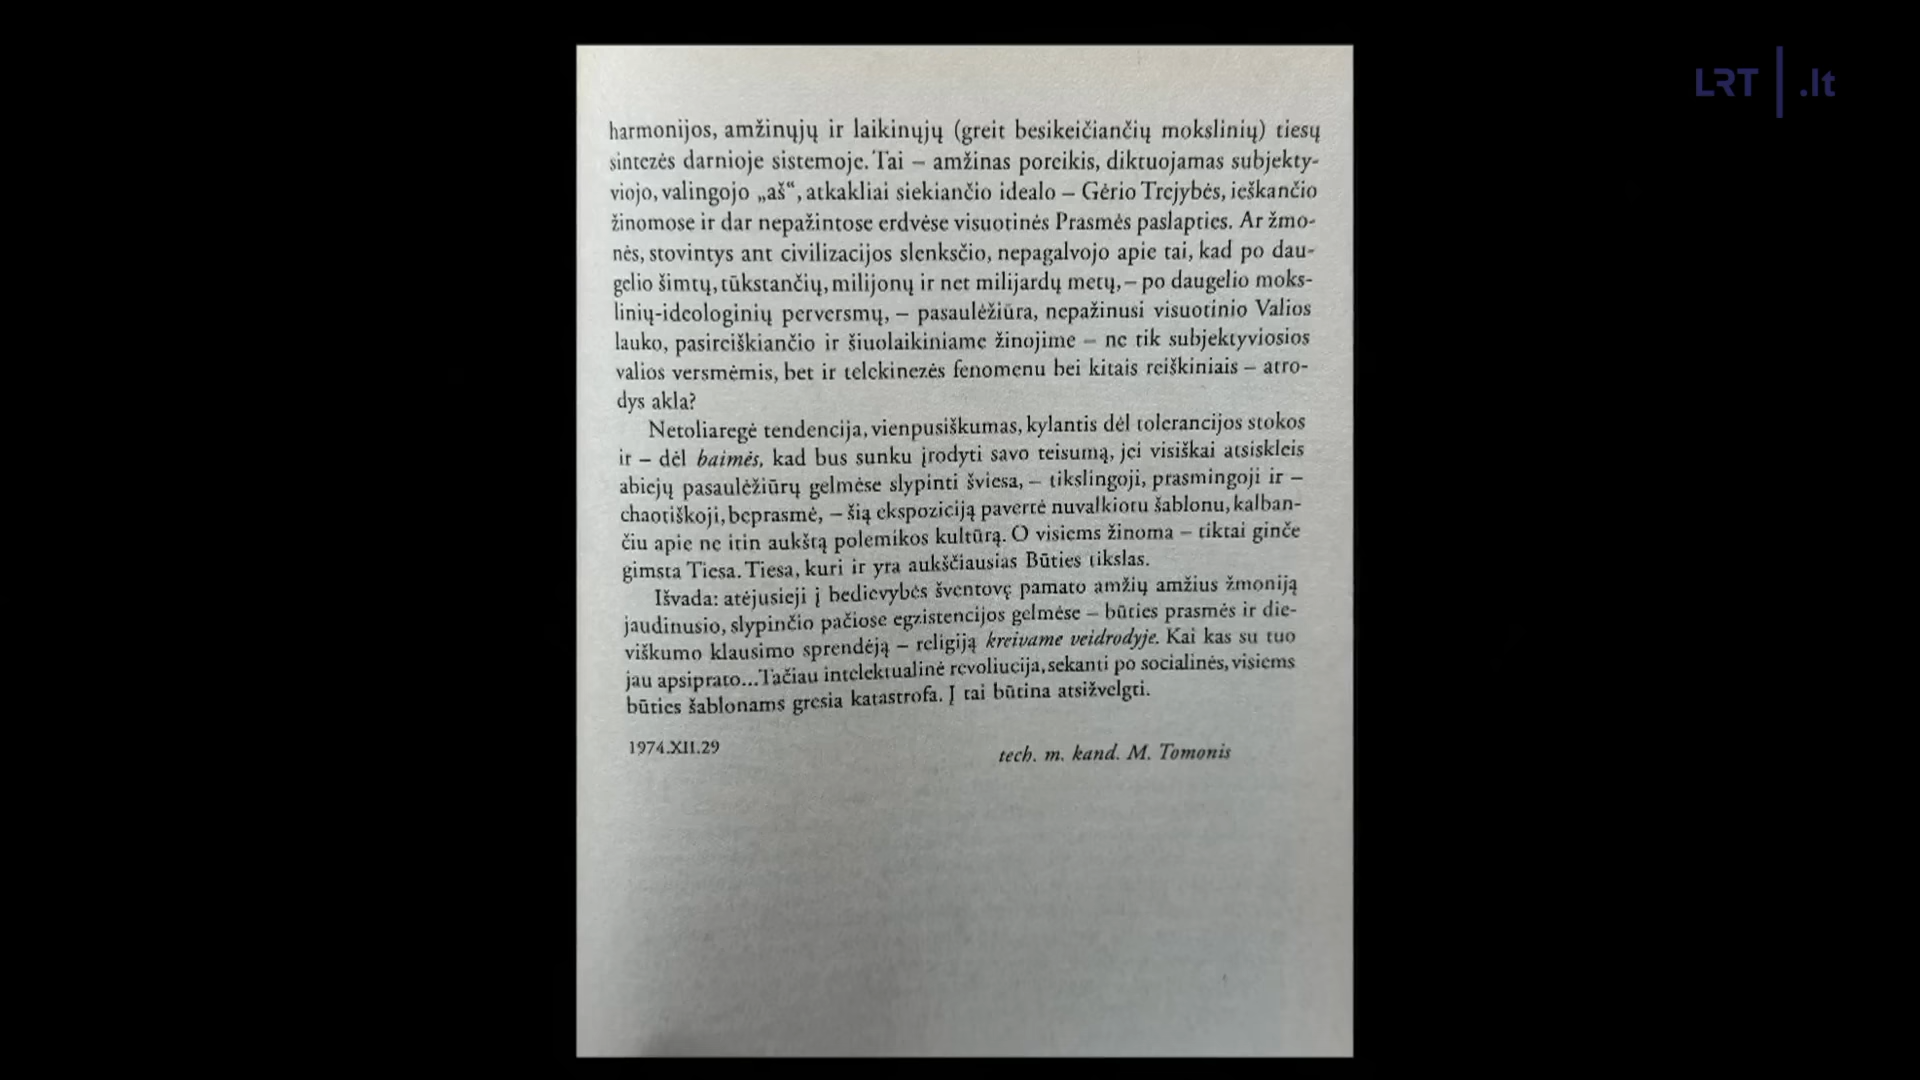 LRT | .lt
harmonijos, amžinųjų ir laikinųjų (greit besikeičiančių mokslinių) tiesų
sintezės darnioje sistemoje. Tai – amžinas poreikis, diktuojamas subjekty-
viojo, valingojo „aš“, atkakliai siekiančio idealo – Gėrio Trejybės, ieškančio
žinomose ir dar nepažintose erdvėse visuotinės Prasmės paslapties. Ar žmo-
nės, stovintys ant civilizacijos slenksčio, nepagalvojo apie tai, kad po dau-
gelio šimtų, tūkstančių, milijonų ir net milijardų metų, – po daugelio moks-
linių-ideologinių perversmų, – pasaulėžiūra, nepažinusi visuotinio Valios
lauko, pasireiškiančio ir šiuolaikiniame žinojime – ne tik subjektyviosios
valios versmėmis, bet ir telekinezės fenomenu bei kitais reiškiniais – atro-
dys akla?
Netoliaregė tendencija, vienpusiškumas, kylantis dėl tolerancijos stokos
ir – dėl baimės, kad bus sunku įrodyti savo teisumą, jei visiškai atsiskleis
abiejų pasaulėžiūrų gelmėse slypinti šviesa, – tikslingoji, prasmingoji ir –
chaotiškoji, beprasmė, – šią ekspoziciją pavertė nuvalkiotu šablonu, kalban-
čiu apie ne itin aukštą polemikos kultūrą. O visiems žinoma – tiktai ginče
gimsta Tiesa. Tiesa, kuri ir yra aukščiausias Būties tikslas.
Išvada: atėjusieji į bedievybės šventovę pamato amžių amžius žmoniją
jaudinusio, slypinčio pačiose egzistencijos gelmėse – būties prasmės ir die-
viškumo klausimo sprendėją – religiją kreivame veidrodyje. Kai kas su tuo
jau apsiprato... Tačiau intelektualinė revoliucija, sekanti po socialinės, visiems
būties šablonams gresia katastrofa. Į tai būtina atsižvelgti.
1974.XII.29
tech. m. kand. M. Tomonis